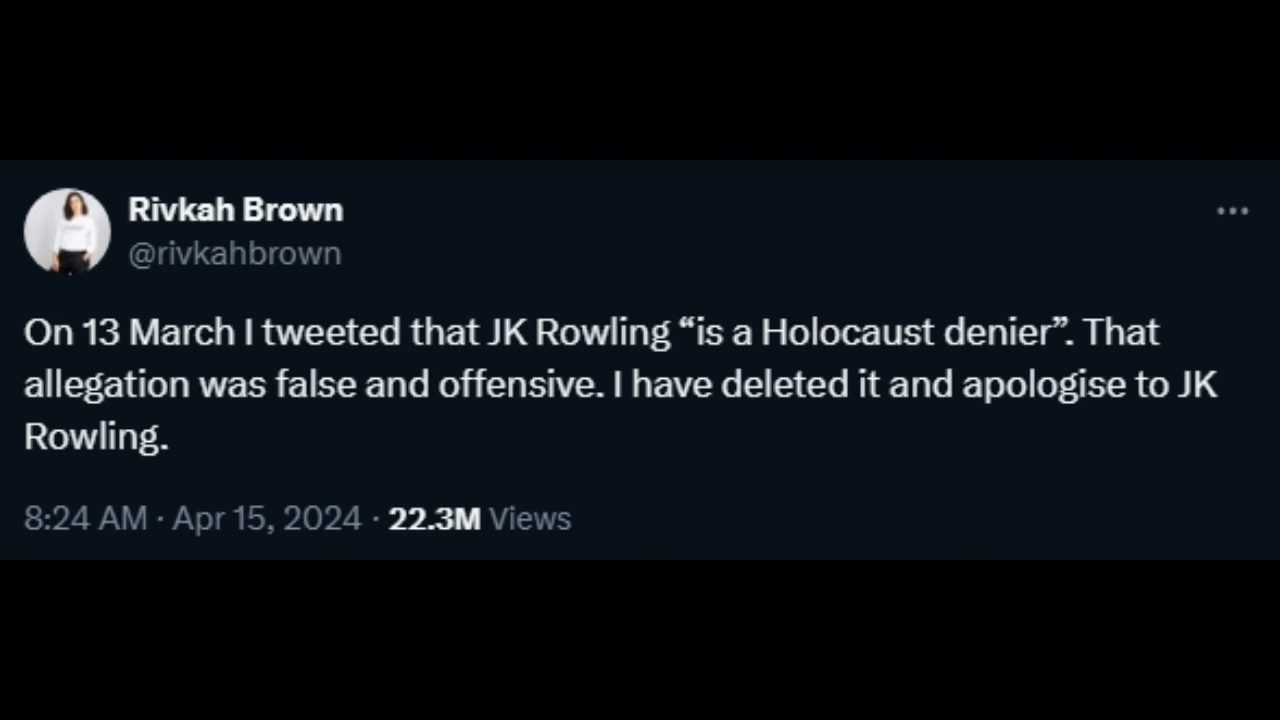 Rivkah Brown
@rivkahbrown
On 13 March I tweeted that JK Rowling “is a Holocaust denier”. That
allegation was false and offensive. I have deleted it and apologise to JK
Rowling.
8:24 AM · Apr 15, 2024 · 22.3M Views